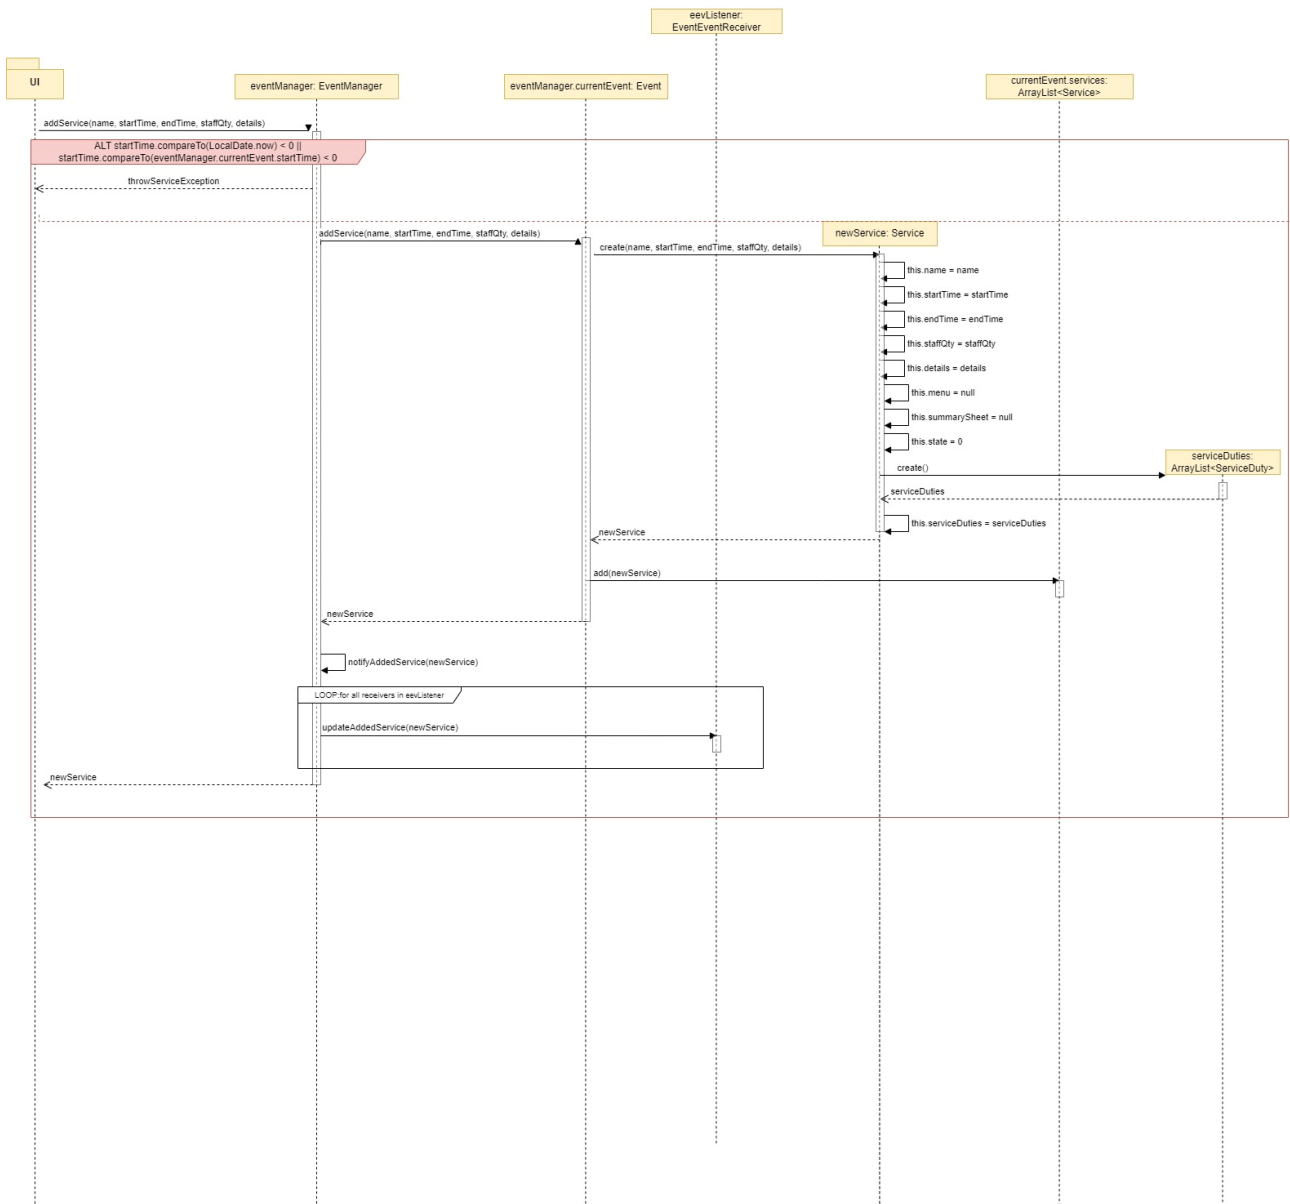 eevListener:
EventEventReceiver
UI
eventManager: EventManager
eventManager.currentEvent: Event
currentEvent.services:
ArrayList<Service>
addService(name, startTime, endTime, staffQty, details)
ALT startTime.compareTo(LocalDate.now) < 0 ||
startTime.compareTo(eventManager.currentEvent.startTime) < 0
throwServiceException
newService: Service
addService(name, startTime, endTime, staffQty, details)
create(name, startTime, endTime, staffQty, details)
this.name = name
this.startTime = startTime
this.endTime = endTime
this.staffQty = staffQty
this.details = details
this.menu = null
this.summarySheet = null
this.state = 0
serviceDuties:
ArrayList<ServiceDuty>
create()
serviceDuties
this.serviceDuties = serviceDuties
newService
add(newService)
newService
notifyAddedService(newService)
LOOP:for all receivers in eevListener
updateAddedService(newService)
newService